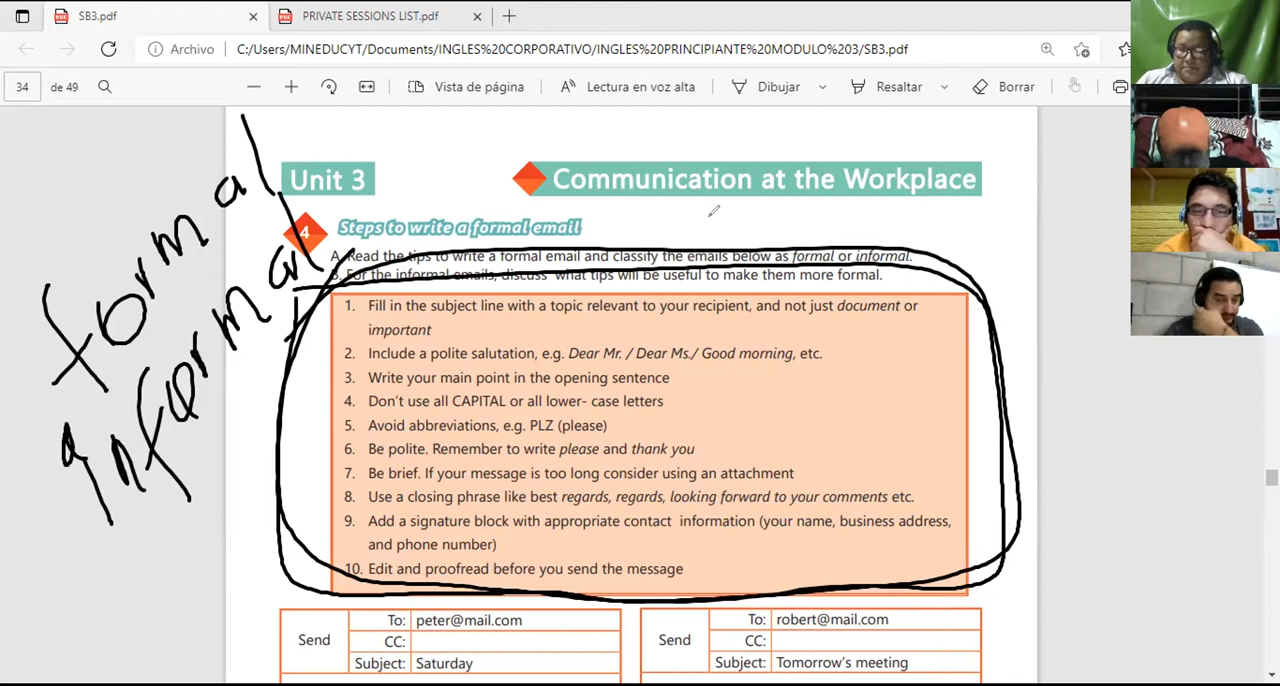 SB3.pdf
PRIVATE SESSIONS LIST.pdf
Archivo
C:/Users/MINEDUCYT/Documents/INGLES%20CORPORATIVO/INGLES%20PRINCIPIANTE%20MODULO%203/SB3.pdf
34 de 49
Vista de página
Lectura en voz alta
Dibujar
Resaltar
Borrar
Unit 3
Communication at the Workplace
4 Steps to write a formal email
A. Read the tips to write a formal email and classify the emails below as formal or informal.
B. For the informal emails, discuss what tips will be useful to make them more formal.
1. Fill in the subject line with a topic relevant to your recipient, and not just document or
important
2. Include a polite salutation, e.g. Dear Mr. / Dear Ms./ Good morning, etc.
3. Write your main point in the opening sentence
4. Don't use all CAPITAL or all lower- case letters
5. Avoid abbreviations, e.g. PLZ (please)
6. Be polite. Remember to write please and thank you
7. Be brief. If your message is too long consider using an attachment
8. Use a closing phrase like best regards, regards, looking forward to your comments etc.
9. Add a signature block with appropriate contact information (your name, business address,
and phone number)
10. Edit and proofread before you send the message
formal
informal
Send
To: peter@mail.com
CC:
Subject: Saturday
Send
To: robert@mail.com
CC:
Subject: Tomorrow's meeting